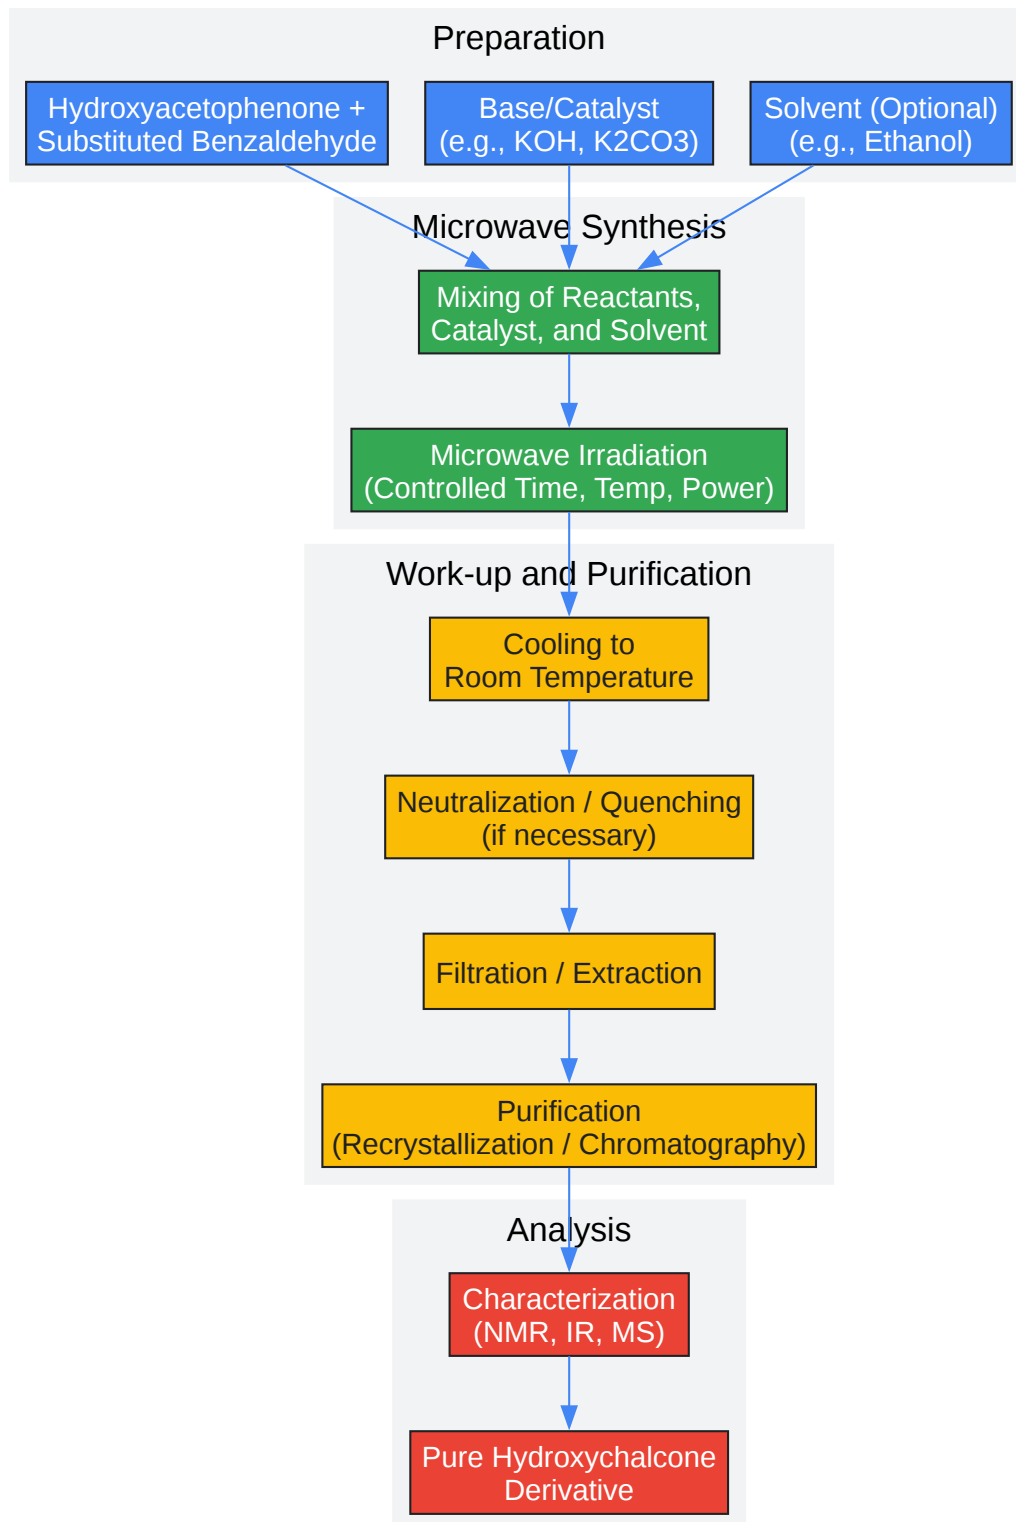 Preparation
Hydroxyacetophenone +
Substituted Benzaldehyde
Base/Catalyst
(e.g., KOH, K2CO3)
Solvent (Optional)
(e.g., Ethanol)
Microwave Synthesis
Mixing of Reactants,
Catalyst, and Solvent
Microwave Irradiation
(Controlled Time, Temp, Power)
Work-up and Purification
Cooling to
Room Temperature
Neutralization / Quenching
(if necessary)
Filtration / Extraction
Purification
(Recrystallization / Chromatography)
Analysis
Characterization
(NMR, IR, MS)
Pure Hydroxychalcone
Derivative